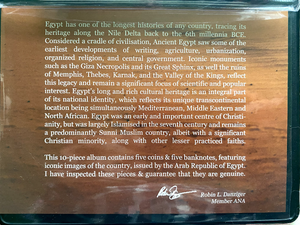 Egypt has one of the longest histories of any country, tracing its
heritage along the Nile Delta back to the 6th millennia BCE.
Considered a cradle of civilisation, Ancient Egypt saw some of the
earliest developments of writing, agriculture, urbanization,
organized religion, and central government. Iconic monuments
such as the Giza Necropolis and its Great Sphinx, as well the ruins
of Memphis, Thebes, Karnak, and the Valley of the Kings, reflect
this legacy and remain a significant focus of scientific and popular
interest. Egypt's long and rich cultural heritage is an integral part
of its national identity, which reflects its unique transcontinental
location being simultaneously Mediterranean, Middle Eastern and
North African. Egypt was an early and important centre of Christi-
anity, but was largely Islamised in the seventh century and remains
a predominantly Sunni Muslim country, albeit with a significant
Christian minority, along with other lesser practiced faiths.
This 10-piece album contains five coins & five banknotes, featuring
iconic images of the country, issued by the Arab Republic of Egypt.
I have inspected these pieces & guarantee that they are genuine.
Robin L. Danziger
Member ANA